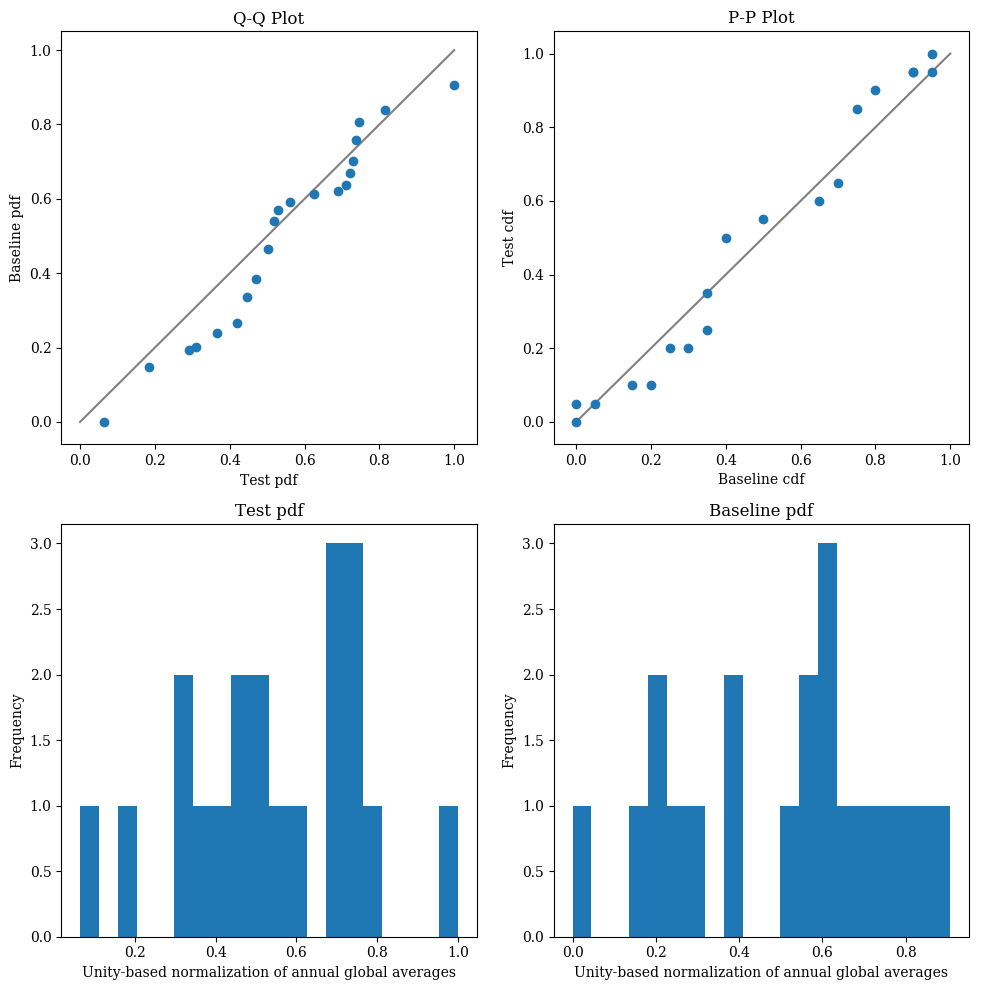 Q-Q Plot
Baseline pdf
1.0
0.8
0.6
0.4
0.2
0.0
0.0 0.2 0.4 0.6 0.8 1.0
Test pdf
P-P Plot
Test cdf
1.0
0.8
0.6
0.4
0.2
0.0
0.0 0.2 0.4 0.6 0.8 1.0
Baseline cdf
Test pdf
Frequency
3.0
2.5
2.0
1.5
1.0
0.5
0.0
0.2 0.4 0.6 0.8 1.0
Unity-based normalization of annual global averages
Baseline pdf
Frequency
3.0
2.5
2.0
1.5
1.0
0.5
0.0
0.0 0.2 0.4 0.6 0.8
Unity-based normalization of annual global averages